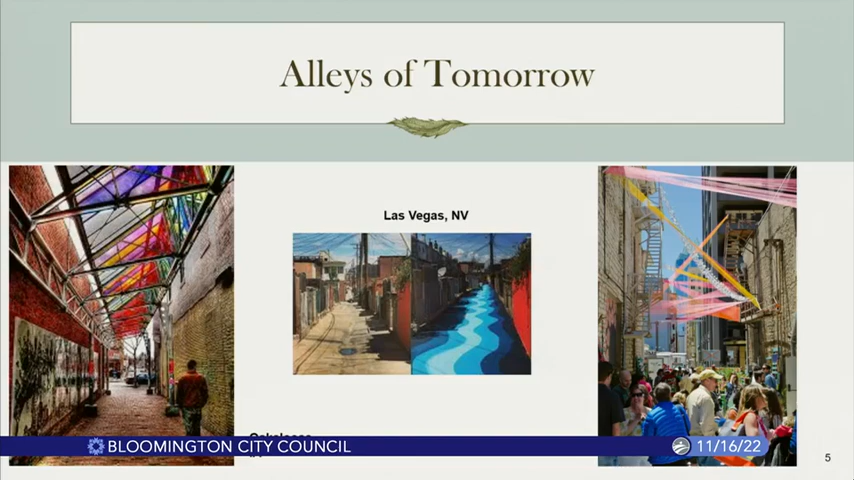 Alleys of Tomorrow
Las Vegas, NV
BLOOMINGTON CITY COUNCIL
11/16/22
5